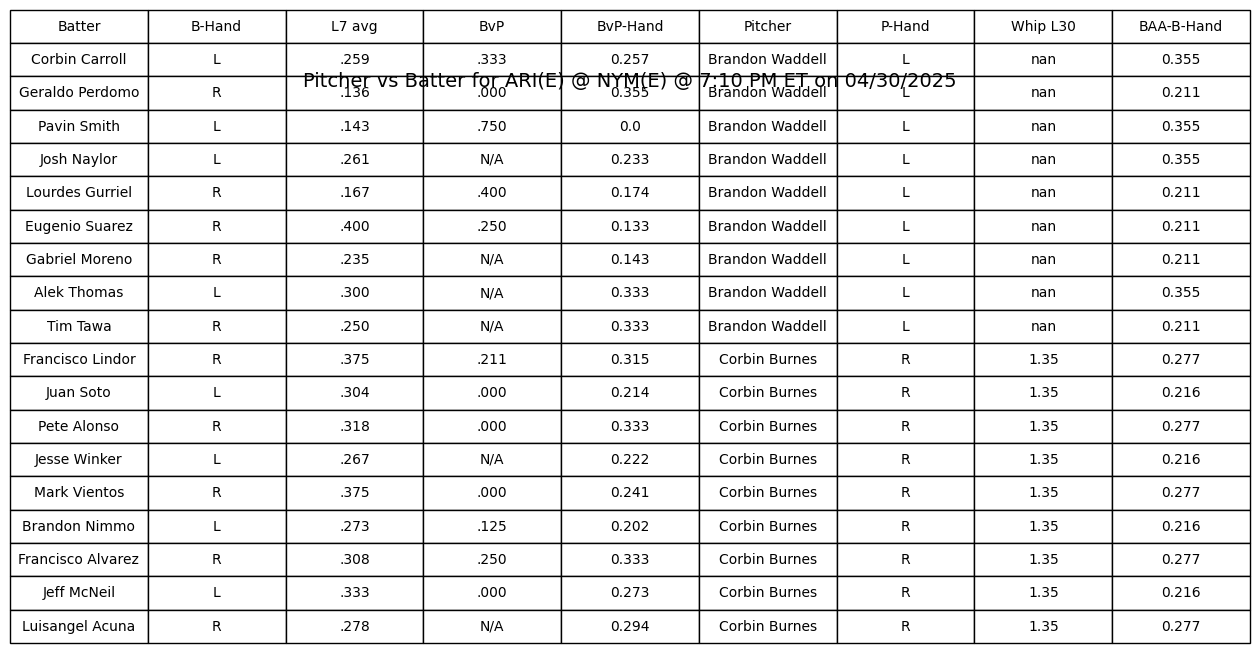 Batter B-Hand L7 avg BvP BvP-Hand Pitcher P-Hand Whip L30 BAA-B-Hand
Corbin Carroll L .259 .333 0.257 Brandon Waddell L nan 0.355
Pitcher vs Batter for ARI(E) @ NYM(E) @ 7:10 PM ET on 04/30/2025
Geraldo Perdomo R .136 .000 0.355 Brandon Waddell L nan 0.211
Pavin Smith L .143 .750 0.0 Brandon Waddell L nan 0.355
Josh Naylor L .261 N/A 0.233 Brandon Waddell L nan 0.355
Lourdes Gurriel R .167 .400 0.174 Brandon Waddell L nan 0.211
Eugenio Suarez R .400 .250 0.133 Brandon Waddell L nan 0.211
Gabriel Moreno R .235 N/A 0.143 Brandon Waddell L nan 0.211
Alek Thomas L .300 N/A 0.333 Brandon Waddell L nan 0.355
Tim Tawa R .250 N/A 0.333 Brandon Waddell L nan 0.211
Francisco Lindor R .375 .211 0.315 Corbin Burnes R 1.35 0.277
Juan Soto L .304 .000 0.214 Corbin Burnes R 1.35 0.216
Pete Alonso R .318 .000 0.333 Corbin Burnes R 1.35 0.277
Jesse Winker L .267 N/A 0.222 Corbin Burnes R 1.35 0.216
Mark Vientos R .375 .000 0.241 Corbin Burnes R 1.35 0.277
Brandon Nimmo L .273 .125 0.202 Corbin Burnes R 1.35 0.216
Francisco Alvarez R .308 .250 0.333 Corbin Burnes R 1.35 0.277
Jeff McNeil L .333 .000 0.273 Corbin Burnes R 1.35 0.216
Luisangel Acuna R .278 N/A 0.294 Corbin Burnes R 1.35 0.277